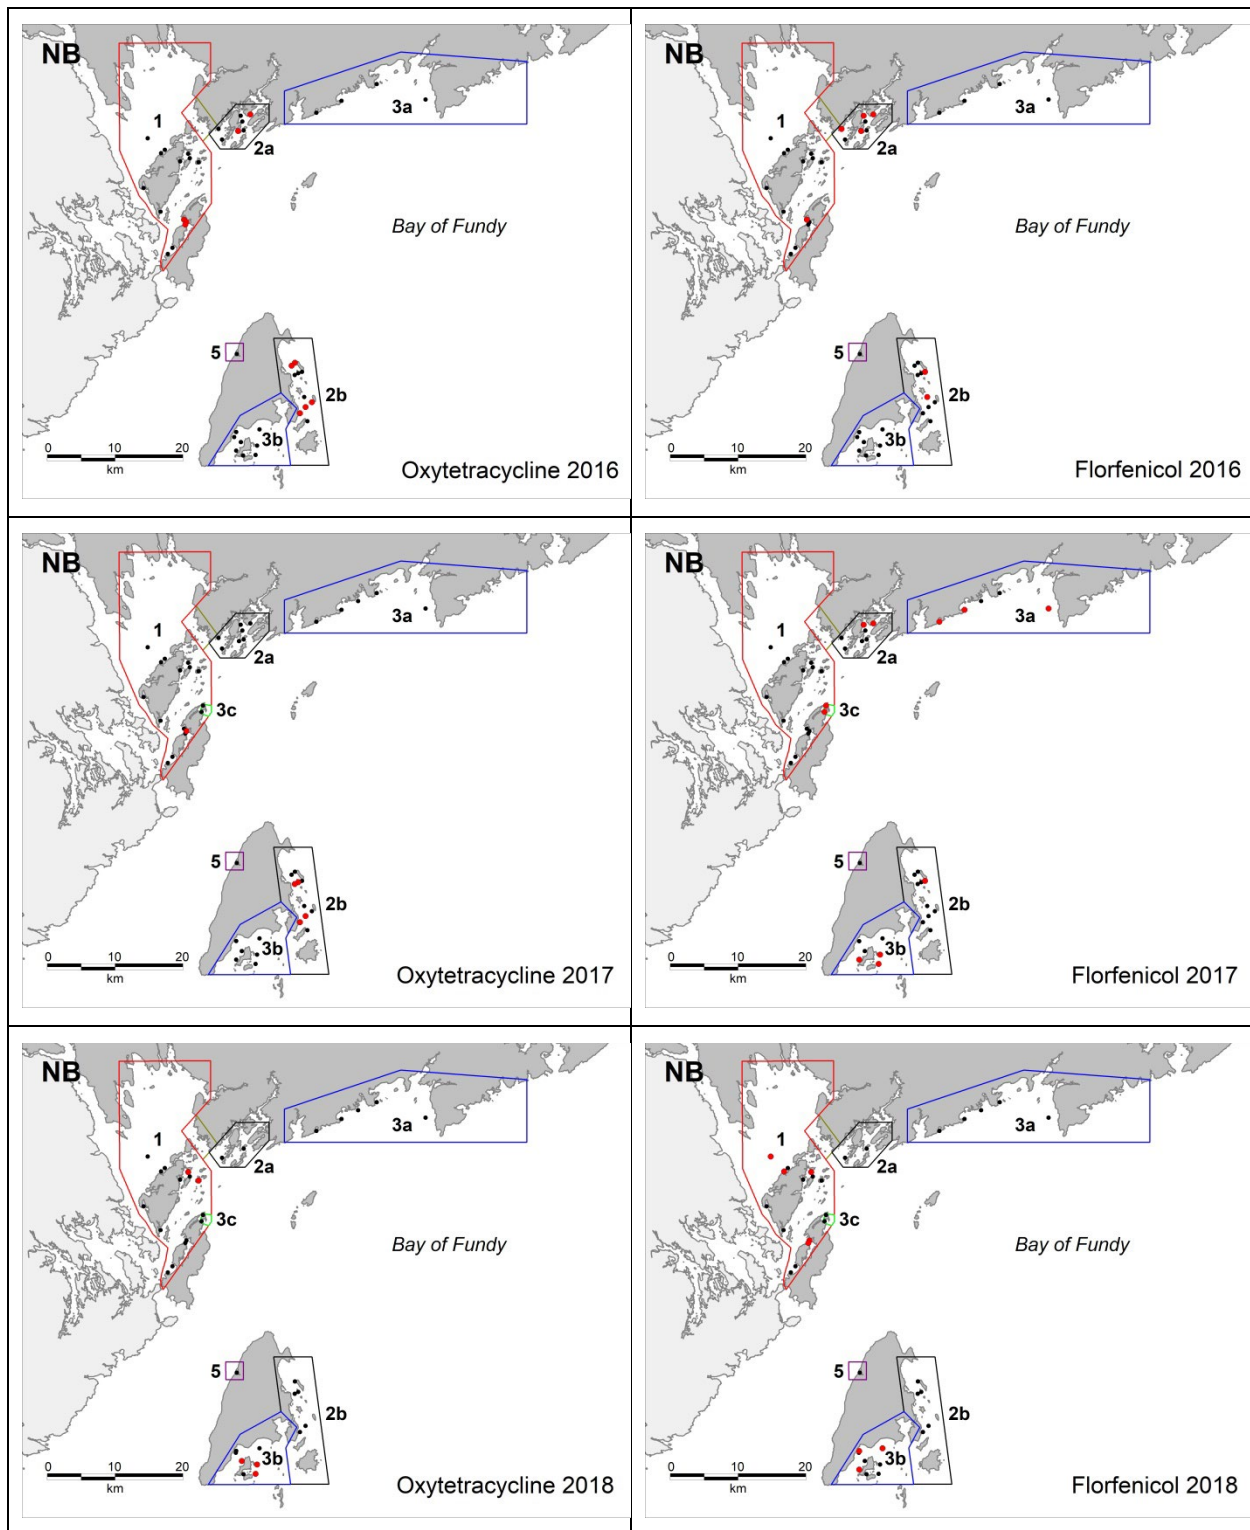 NB
1
2a
3a
Bay of Fundy
5
2b
3b
0 10 20
km
Oxytetracycline 2016
NB
1
2a
3a
Bay of Fundy
5
2b
3b
0 10 20
km
Florfenicol 2016
NB
1
2a
3a
3c
5
2b
3b
0 10 20
km
Oxytetracycline 2017
NB
1
2a
3a
3c
5
2b
3b
0 10 20
km
Florfenicol 2017
NB
1
2a
3a
3c
Bay of Fundy
5
2b
3b
0 10 20
km
Oxytetracycline 2018
NB
1
2a
3a
3c
Bay of Fundy
5
2b
3b
0 10 20
km
Florfenicol 2018